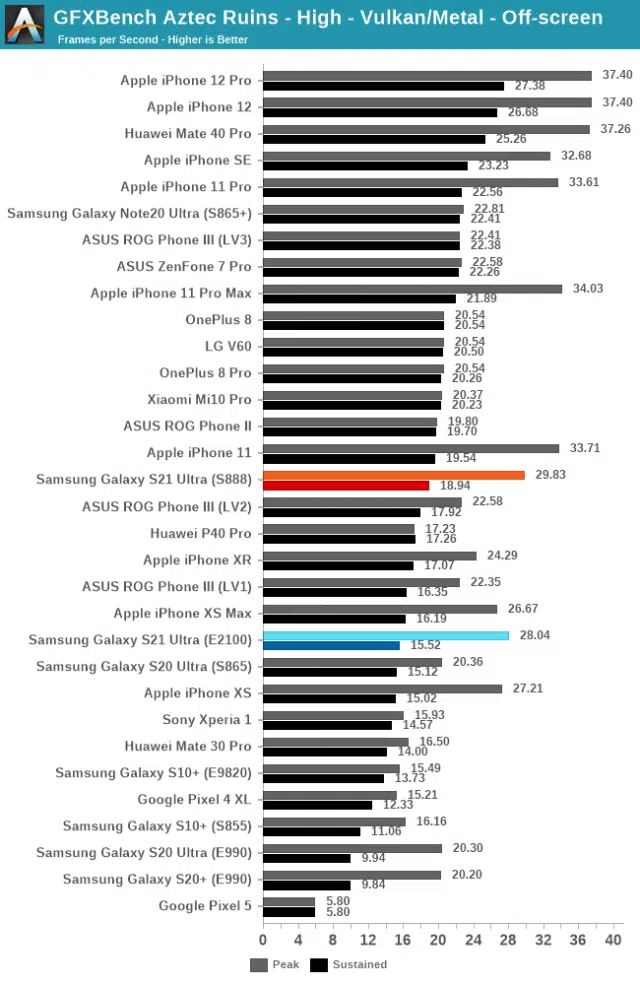 GFXBench Aztec Ruins - High - Vulkan/Metal - Off-screen
Frames per Second - Higher is Better
Apple iPhone 12 Pro 37.40 27.38
Apple iPhone 12 37.40 26.68
Huawei Mate 40 Pro 37.26 25.26
Apple iPhone SE 32.68 23.23
Apple iPhone 11 Pro 33.61 22.56
Samsung Galaxy Note20 Ultra (S865+) 22.81 22.41
ASUS ROG Phone III (LV3) 22.41 22.38
ASUS ZenFone 7 Pro 22.58 22.26
Apple iPhone 11 Pro Max 34.03 21.89
OnePlus 8 20.54 20.54
LG V60 20.54 20.50
OnePlus 8 Pro 20.54 20.26
Xiaomi Mi10 Pro 20.37 20.23
ASUS ROG Phone II 19.80 19.70
Apple iPhone 11 33.71 19.54
Samsung Galaxy S21 Ultra (S888) 29.83 18.94
ASUS ROG Phone III (LV2) 22.58 17.92
Huawei P40 Pro 17.23 17.26
Apple iPhone XR 24.29 17.07
ASUS ROG Phone III (LV1) 22.35 16.35
Apple iPhone XS Max 26.67 16.19
Samsung Galaxy S21 Ultra (E2100) 28.04 15.52
Samsung Galaxy S20 Ultra (S865) 20.36 15.12
Apple iPhone XS 27.21 15.02
Sony Xperia 1 15.93 14.57
Huawei Mate 30 Pro 16.50 14.00
Samsung Galaxy S10+ (E9820) 15.49 13.73
Google Pixel 4 XL 15.21 12.33
Samsung Galaxy S10+ (S855) 16.16 11.06
Samsung Galaxy S20 Ultra (E990) 20.30 9.94
Samsung Galaxy S20+ (E990) 20.20 9.84
Google Pixel 5 5.80 5.80
0 4 8 12 16 20 24 28 32 36 40
Peak Sustained